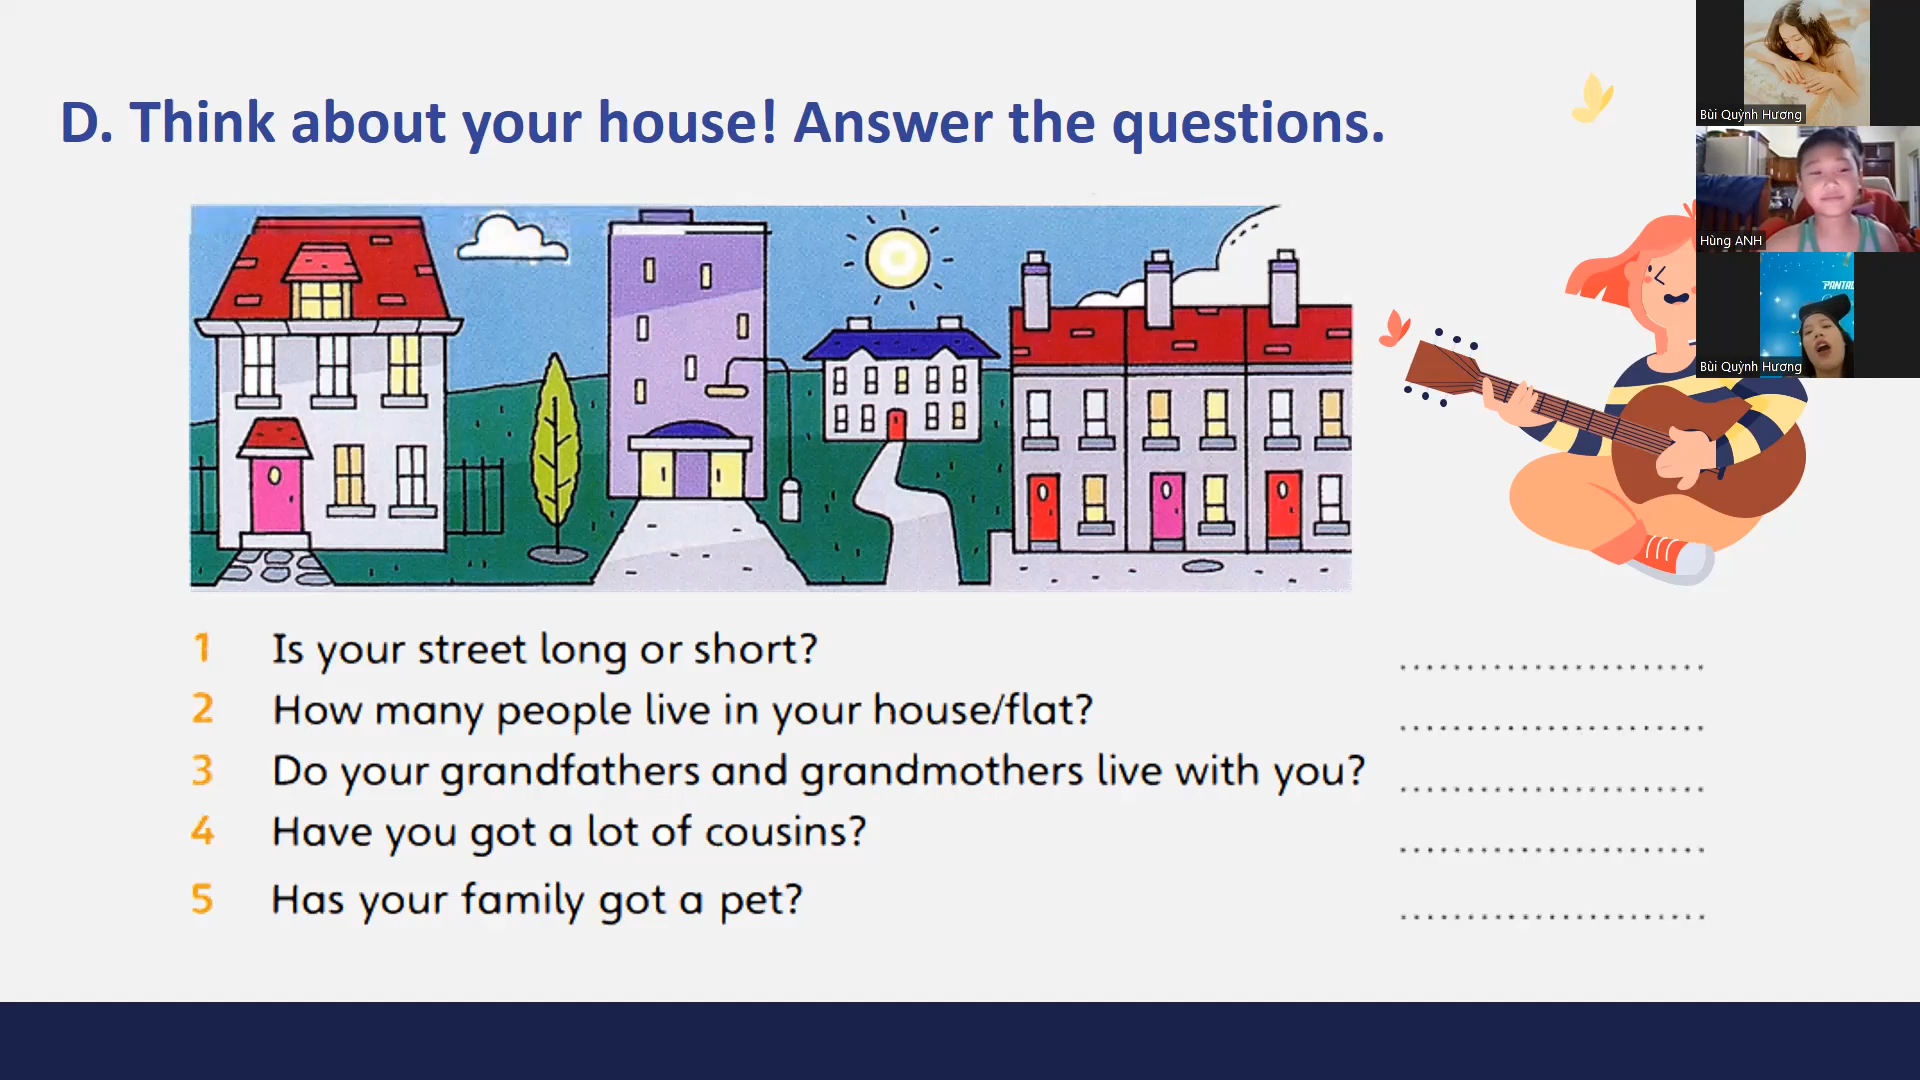 D. Think about your house! Answer the questions.
1 Is your street long or short? ........................
2 How many people live in your house/flat? ........................
3 Do your grandfathers and grandmothers live with you? ........................
4 Have you got a lot of cousins? ........................
5 Has your family got a pet? ........................
Bùi Quỳnh Hương
Hùng ANH
Bùi Quỳnh Hương